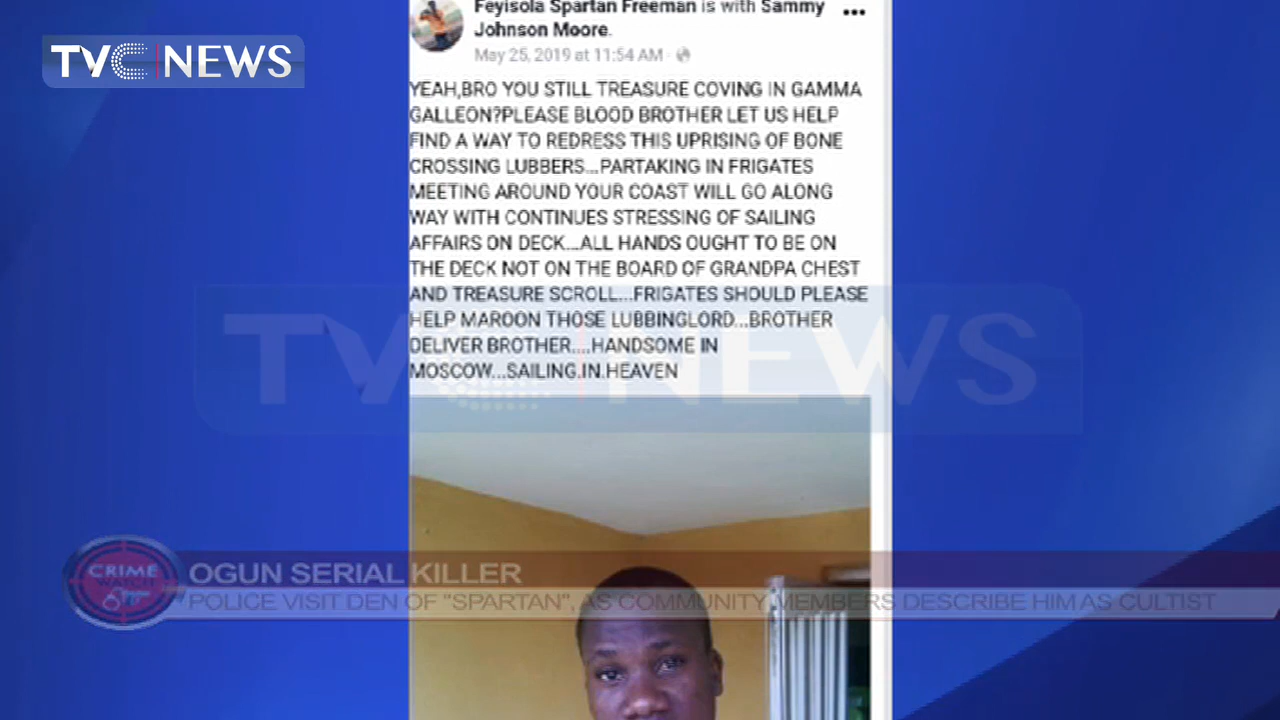 Feyisola Spartan Freeman is with Sammy
Johnson Moore.
May 25, 2019 at 11:54 AM
TVC NEWS
YEAH,BRO YOU STILL TREASURE COVING IN GAMMA
GALLEON?PLEASE BLOOD BROTHER LET US HELP
FIND A WAY TO REDRESS THIS UPRISING OF BONE
CROSSING LUBBERS...PARTAKING IN FRIGATES
MEETING AROUND YOUR COAST WILL GO ALONG
WAY WITH CONTINUES STRESSING OF SAILING
AFFAIRS ON DECK...ALL HANDS OUGHT TO BE ON
THE DECK NOT ON THE BOARD OF GRANDPA CHEST
AND TREASURE SCROLL...FRIGATES SHOULD PLEASE
HELP MAROON THOSE LUBBINGLORD...BROTHER
DELIVER BROTHER....HANDSOME IN
MOSCOW...SAILING.IN.HEAVEN
TVC NEWS
CRIME
WATCH
OGUN SERIAL KILLER
POLICE VISIT DEN OF "SPARTAN", AS COMMUNITY MEMBERS DESCRIBE HIM AS CULTIST